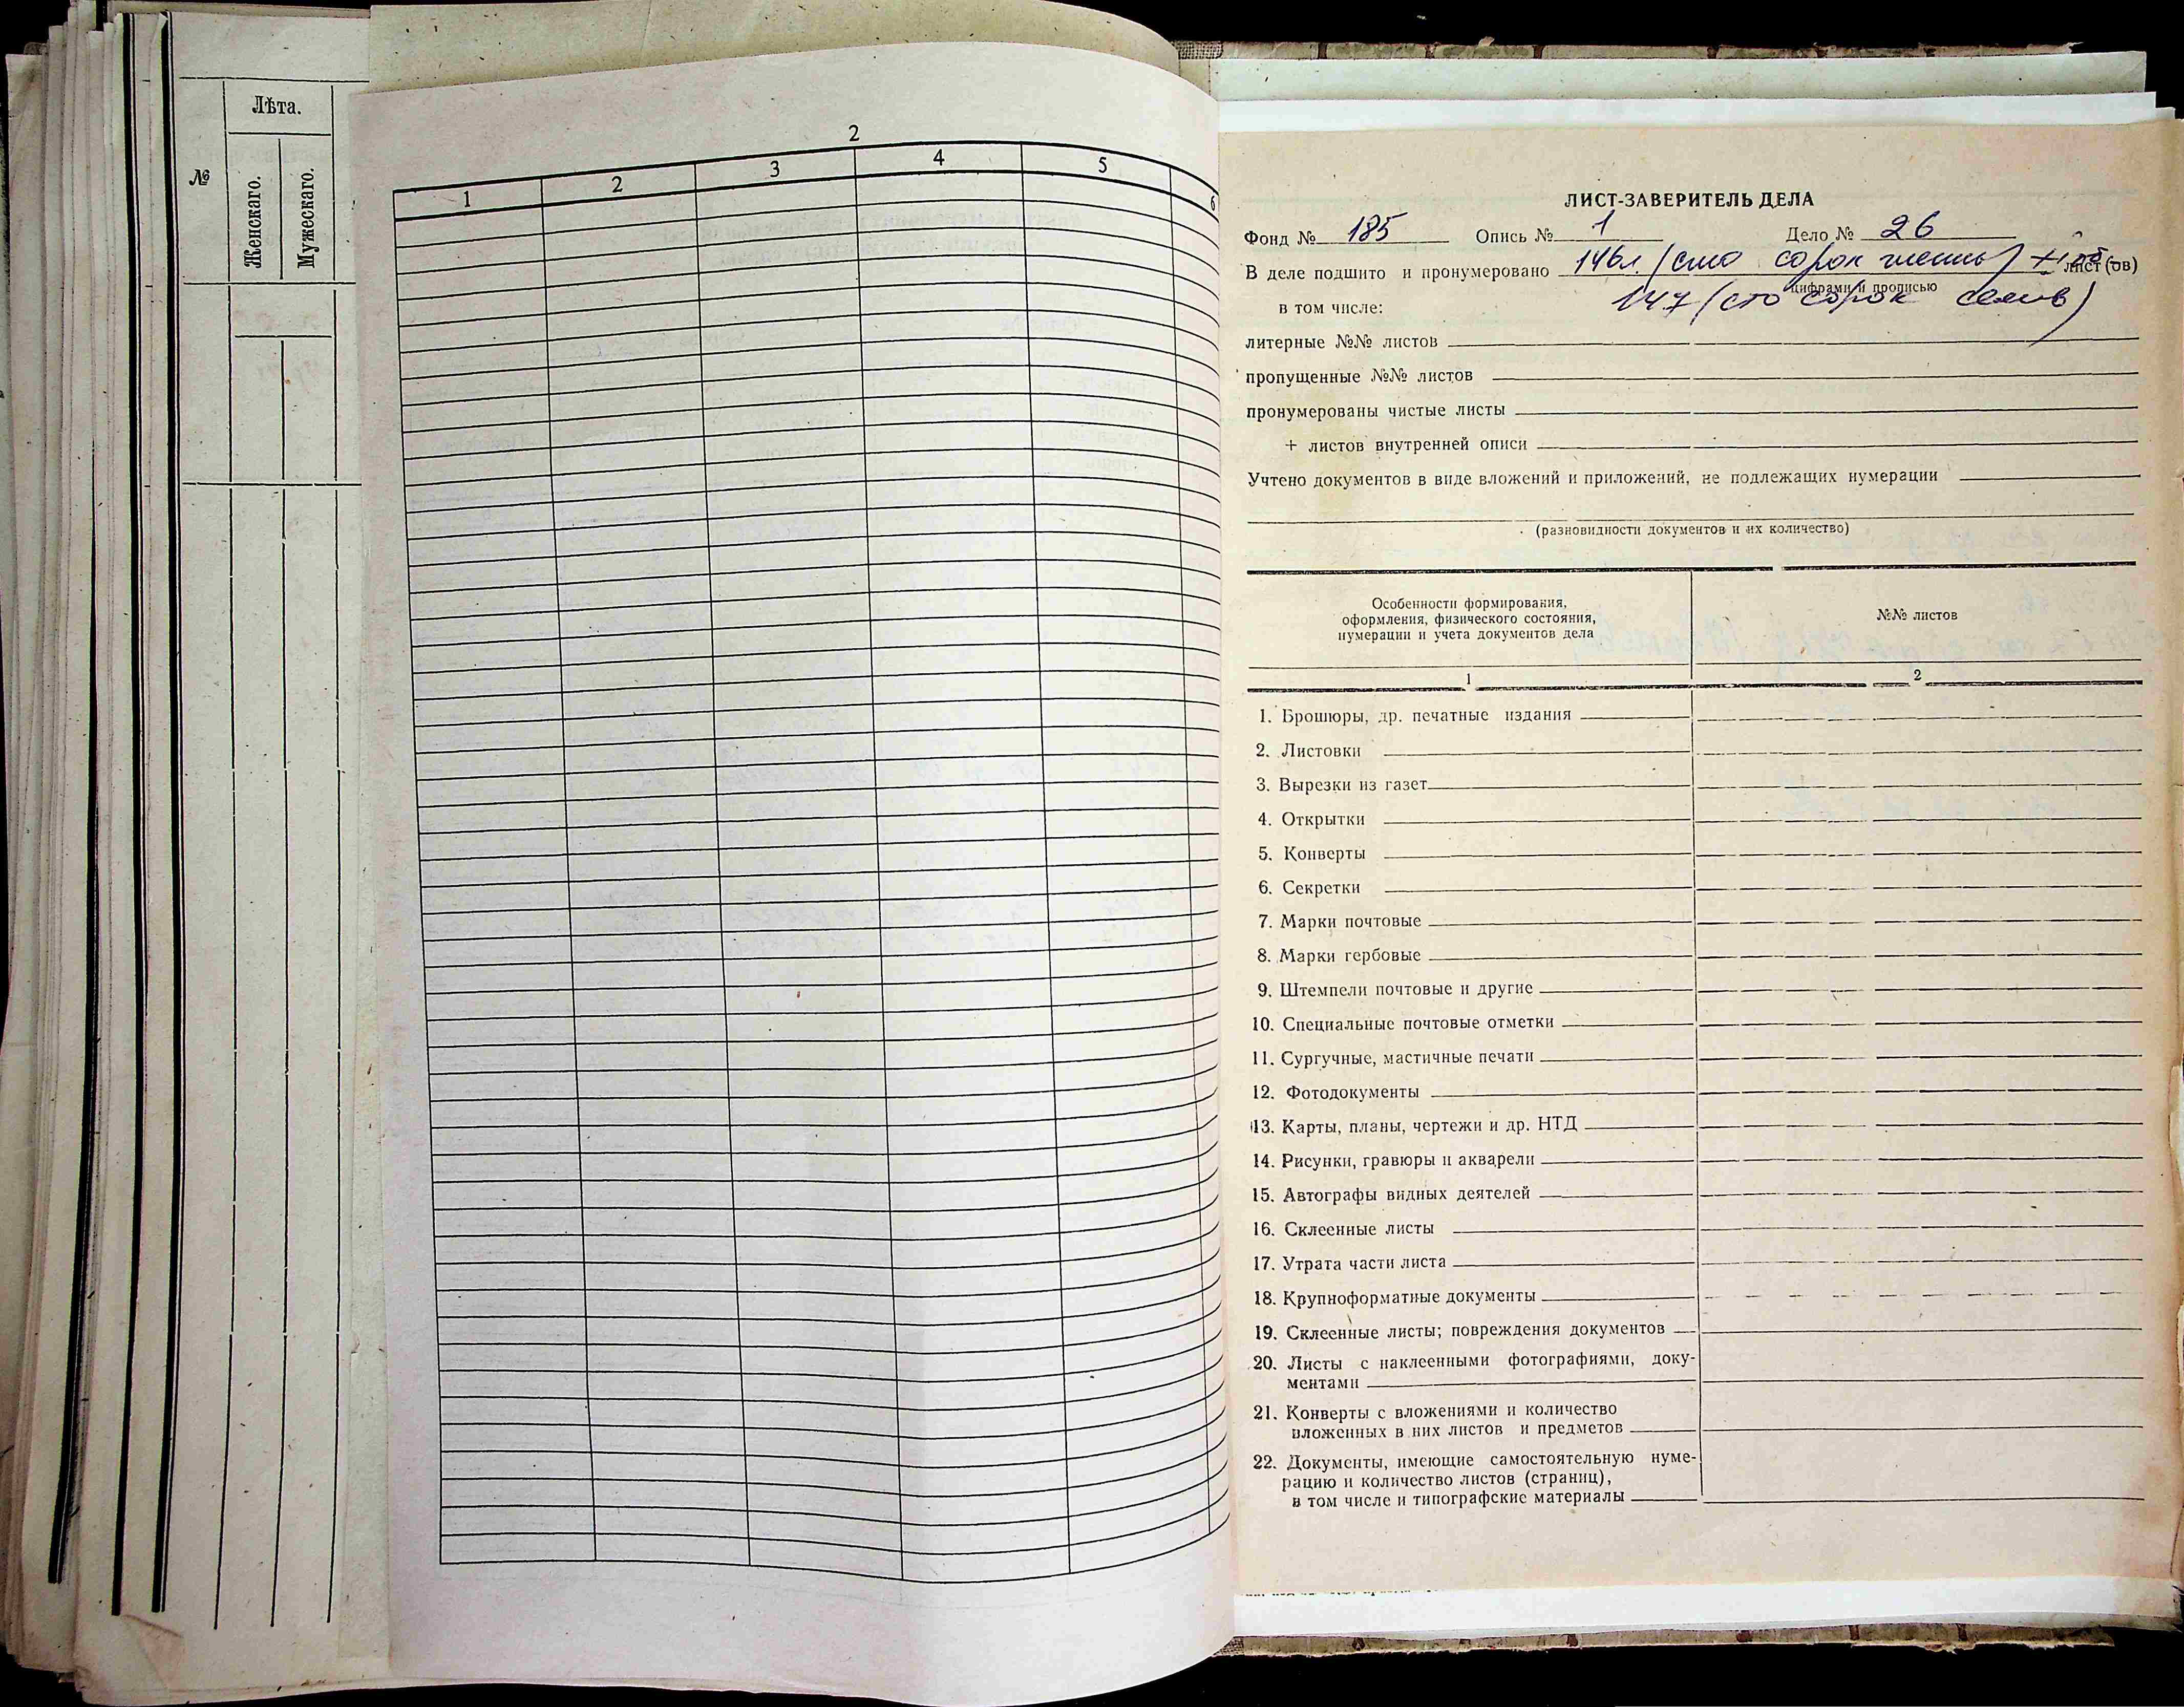 Лѣта.
№
Женскаго.
Мужескаго.
2
1
2
3
4
5
6
ЛИСТ-ЗАВЕРИТЕЛЬ ДЕЛА
Фонд № 185 Опись № 1 Дело № 26
В деле подшито и пронумеровано 146л. (сто сорок шесть) + 1 об лист (ов)
цифрами и прописью
147 (сто сорок семь)
в том числе:
литерные №№ листов
пропущенные №№ листов
пронумерованы чистые листы
+ листов внутренней описи
Учтено документов в виде вложений и приложений, не подлежащих нумерации
(разновидности документов и их количество)
Особенности формирования,
оформления, физического состояния,
нумерации и учета документов дела
№№ листов
1
2
1. Брошюры, др. печатные издания
2. Листовки
3. Вырезки из газет
4. Открытки
5. Конверты
6. Секретки
7. Марки почтовые
8. Марки гербовые
9. Штемпели почтовые и другие
10. Специальные почтовые отметки
11. Сургучные, мастичные печати
12. Фотодокументы
13. Карты, планы, чертежи и др. НТД
14. Рисунки, гравюры и акварели
15. Автографы видных деятелей
16. Склеенные листы
17. Утрата части листа
18. Крупноформатные документы
19. Склеенные листы; повреждения документов
20. Листы с наклеенными фотографиями, доку-
ментами
21. Конверты с вложениями и количество
вложенных в них листов и предметов
22. Документы, имеющие самостоятельную нуме-
рацию и количество листов (страниц),
в том числе и типографские материалы